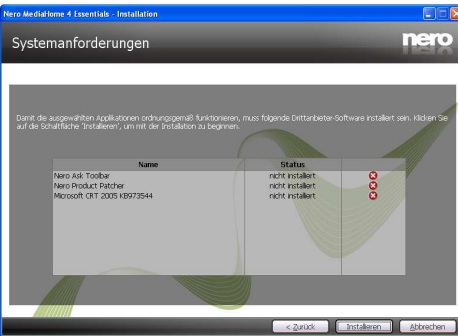 Nero MediaHome 4 Essentials - Installation
Systemanforderungen
nero
Damit die ausgewählten Applikationen ordnungsgemäß funktionieren, muss folgende Drittanbieter-Software installiert sein. Klicken Sie
auf die Schaltfläche 'Installieren', um mit der Installation zu beginnen.
Name Status
Nero Ask Toolbar nicht installiert
Nero Product Patcher nicht installiert
Microsoft CRT 2005 KB973544 nicht installiert
< Zurück Installieren Abbrechen